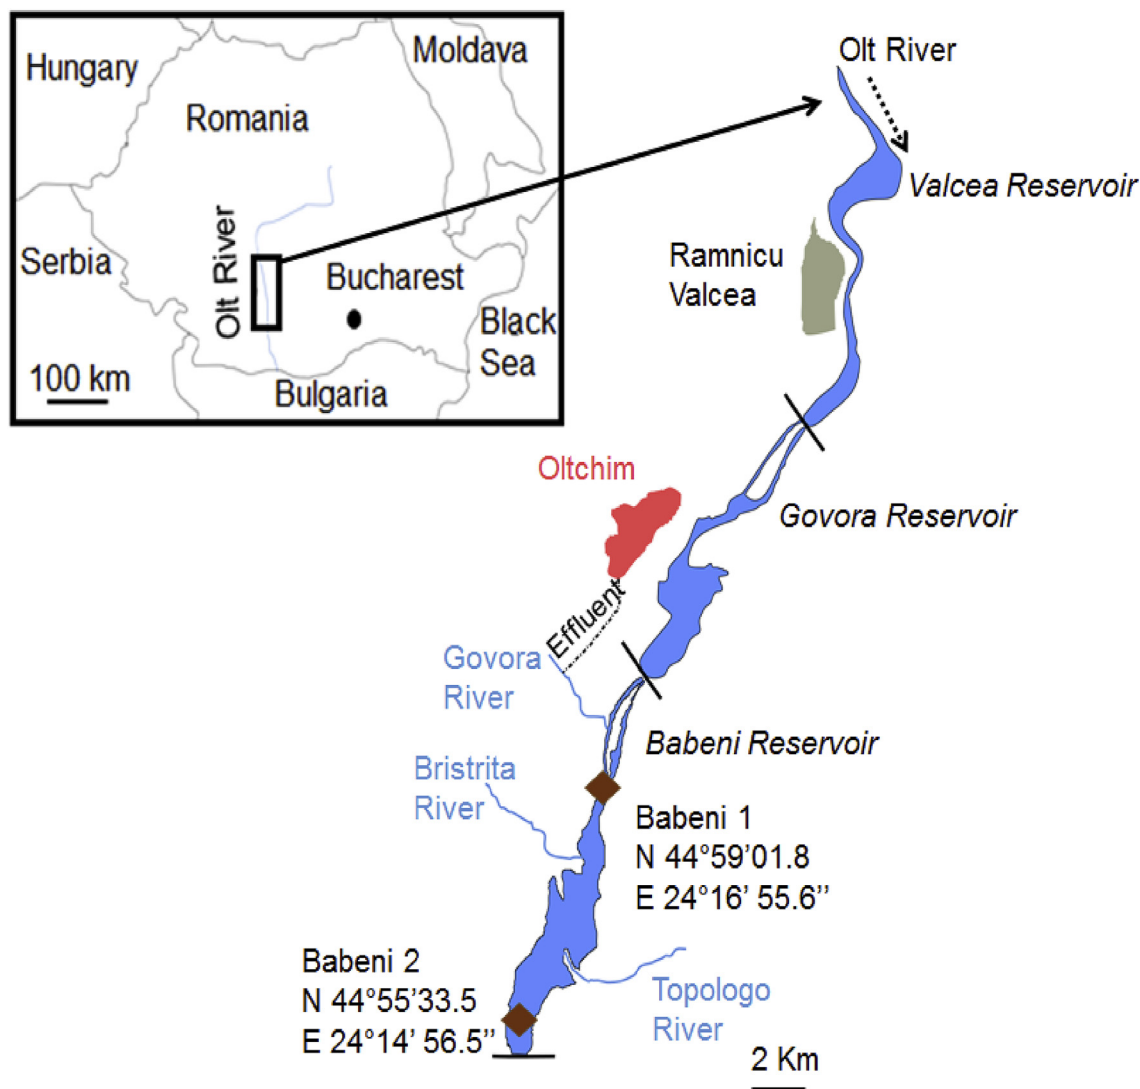 Hungary
Moldava
Romania
Olt River
Serbia
Bucharest
Black
Sea
100 km
Bulgaria
Olt River
Valcea Reservoir
Ramnicu
Valcea
Oltchim
Govora Reservoir
Effluent
Govora
River
Babeni Reservoir
Bristrita
River
Babeni 1
N 44°59’01.8
E 24°16’ 55.6’’
Babeni 2
N 44°55’33.5
E 24°14’ 56.5’’
Topologo
River
2 Km